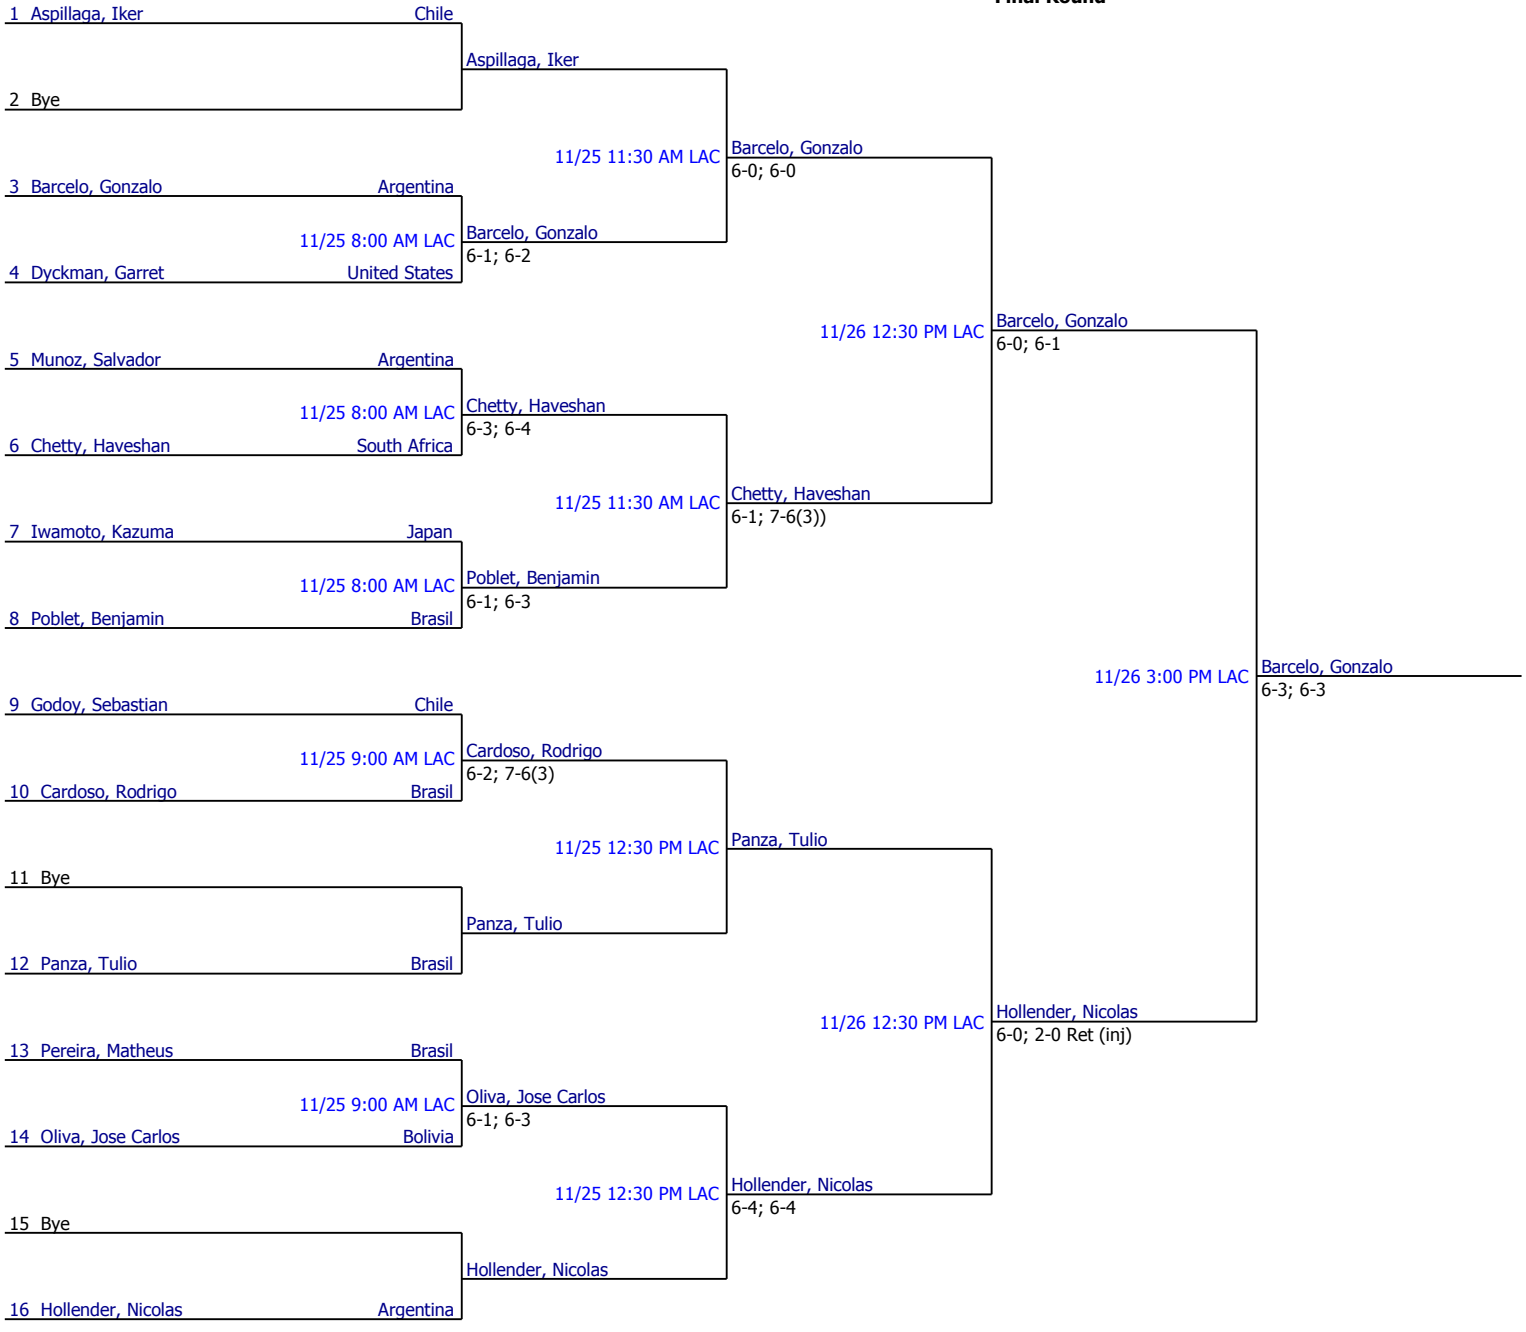 Final Round
1 Aspillaga, Iker Chile
Aspillaga, Iker
2 Bye
11/25 11:30 AM LAC Barcelo, Gonzalo
6-0; 6-0
3 Barcelo, Gonzalo Argentina
11/25 8:00 AM LAC Barcelo, Gonzalo
6-1; 6-2
4 Dyckman, Garret United States
11/26 12:30 PM LAC Barcelo, Gonzalo
6-0; 6-1
5 Munoz, Salvador Argentina
11/25 8:00 AM LAC Chetty, Haveshan
6-3; 6-4
6 Chetty, Haveshan South Africa
11/25 11:30 AM LAC Chetty, Haveshan
6-1; 7-6(3))
7 Iwamoto, Kazuma Japan
11/25 8:00 AM LAC Poblet, Benjamin
6-1; 6-3
8 Poblet, Benjamin Brasil
11/26 3:00 PM LAC Barcelo, Gonzalo
6-3; 6-3
9 Godoy, Sebastian Chile
11/25 9:00 AM LAC Cardoso, Rodrigo
6-2; 7-6(3)
10 Cardoso, Rodrigo Brasil
11/25 12:30 PM LAC Panza, Tulio
11 Bye
Panza, Tulio
12 Panza, Tulio Brasil
11/26 12:30 PM LAC Hollender, Nicolas
6-0; 2-0 Ret (inj)
13 Pereira, Matheus Brasil
11/25 9:00 AM LAC Oliva, Jose Carlos
6-1; 6-3
14 Oliva, Jose Carlos Bolivia
11/25 12:30 PM LAC Hollender, Nicolas
6-4; 6-4
15 Bye
Hollender, Nicolas
16 Hollender, Nicolas Argentina